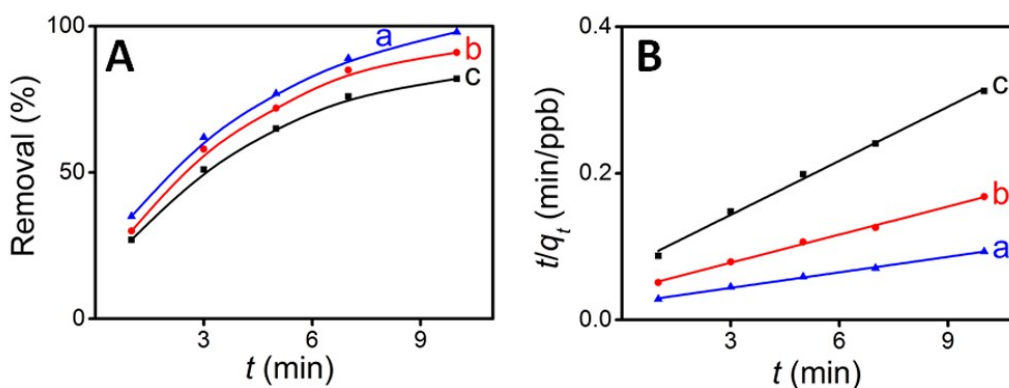 A
Removal (%)
100
50
0
a
b
c
3
6
9
t (min)
B
t/qt (min/ppb)
0.4
0.2
0.0
c
b
a
3
6
9
t (min)